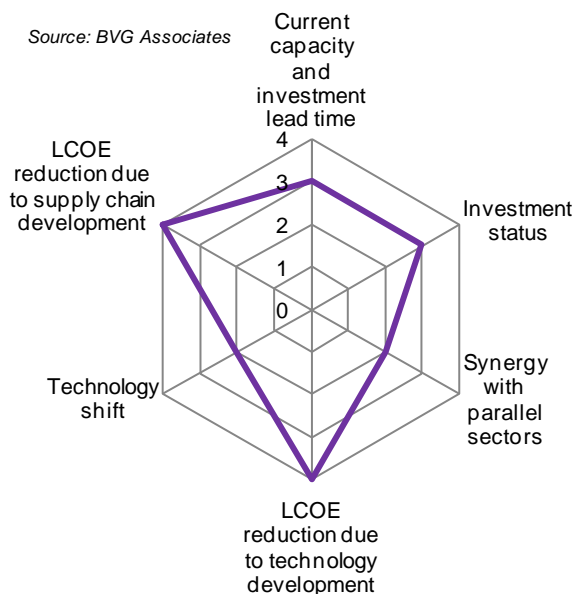 Source: BVG Associates
Current
capacity
and
investment
lead time
4
3
2
1
0
LCOE
reduction due
to supply chain
development
Investment
status
Technology
shift
Synergy
with
parallel
sectors
LCOE
reduction due
to technology
development